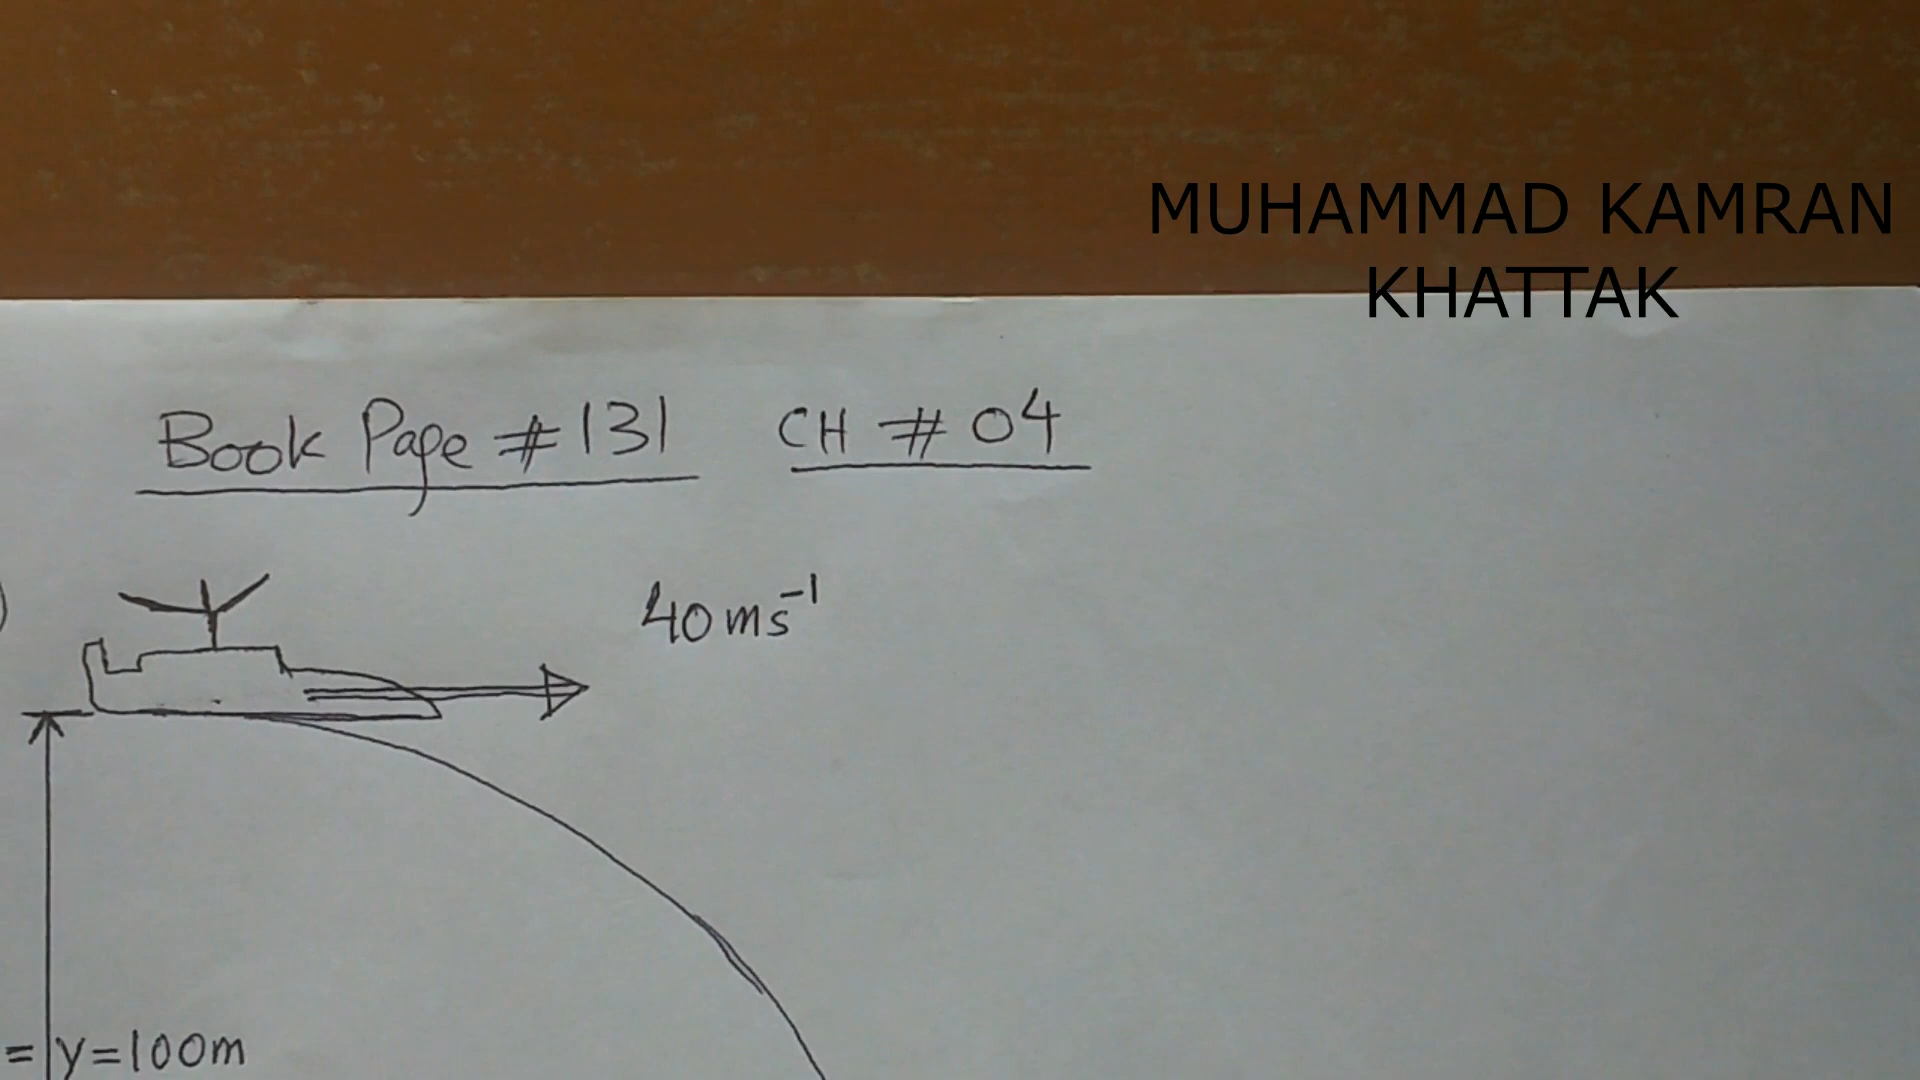 MUHAMMAD KAMRAN
KHATTAK
Book Page # 131 CH # 04
)
40 ms⁻¹
= y = 100m